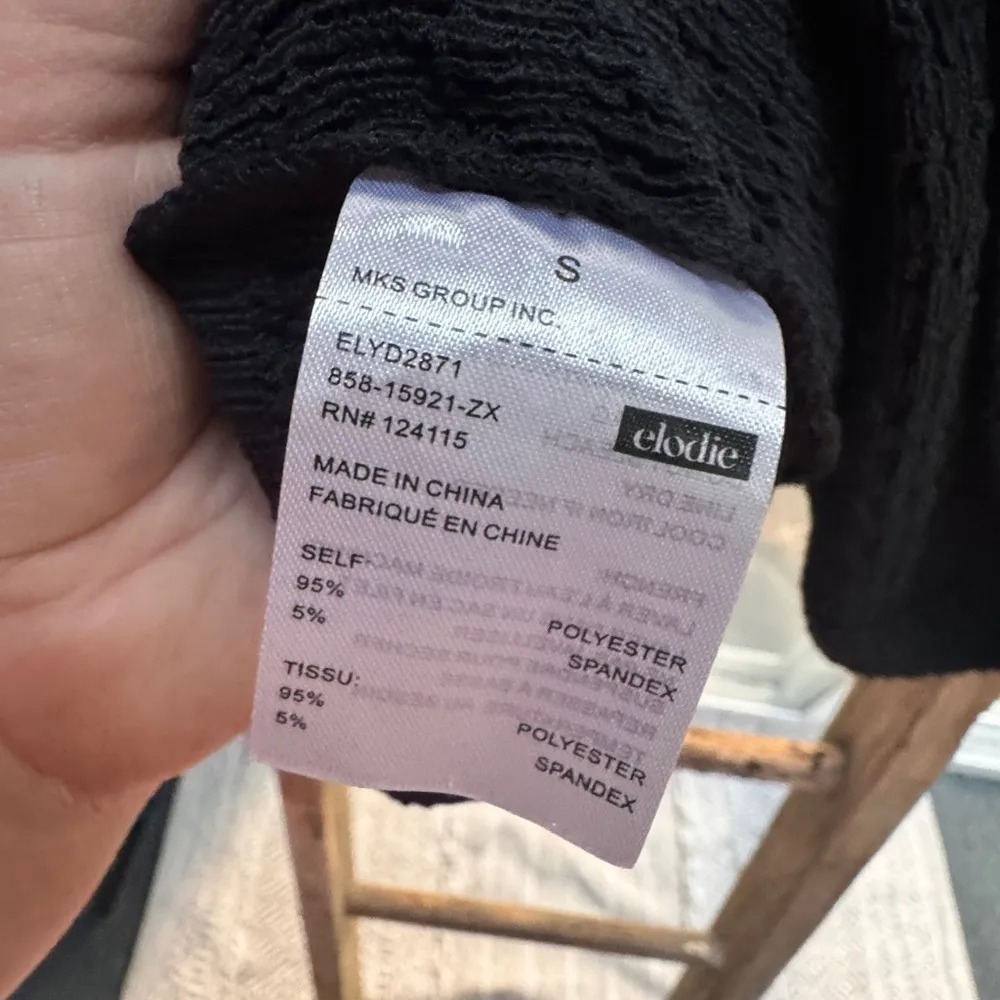 S
MKS GROUP INC.
ELYD2871
858-15921-ZX
RN# 124115
elodie
MADE IN CHINA
FABRIQUÉ EN CHINE
SELF
95% POLYESTER
5% SPANDEX
TISSU:
95% POLYESTER
5% SPANDEX